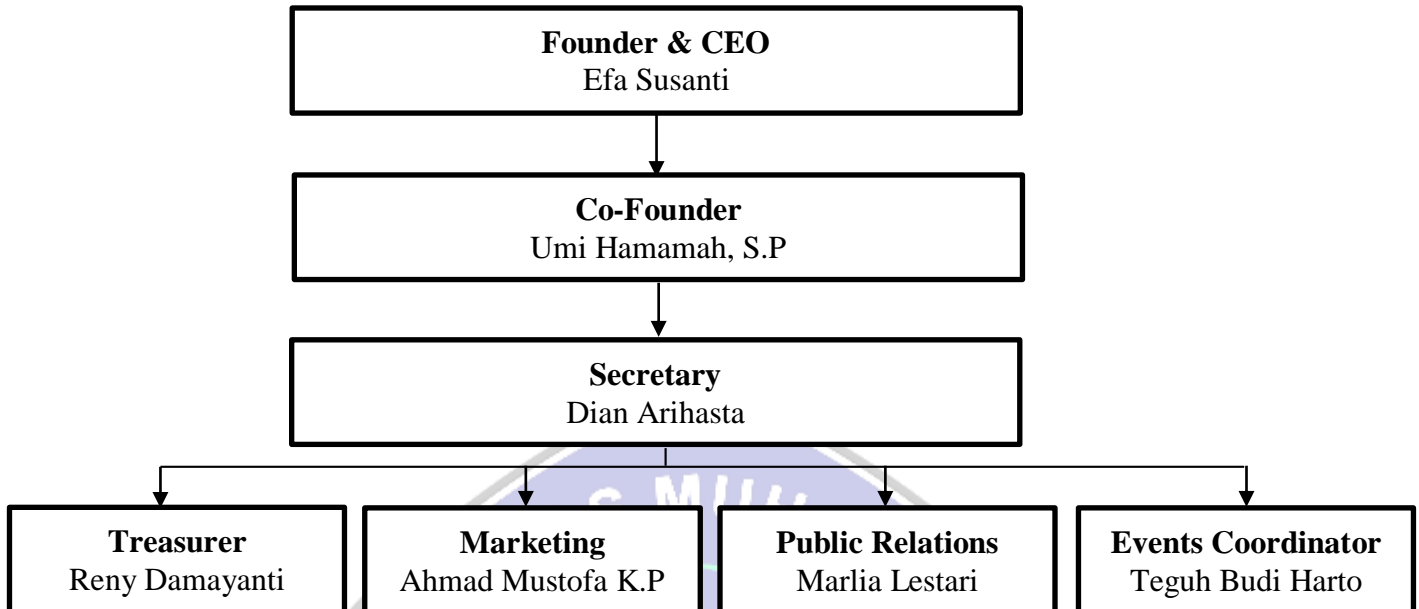 Founder & CEO
Efa Susanti
Co-Founder
Umi Hamamah, S.P
Secretary
Dian Arihasta
Treasurer
Reny Damayanti
Marketing
Ahmad Mustofa K.P
Public Relations
Marlia Lestari
Events Coordinator
Teguh Budi Harto